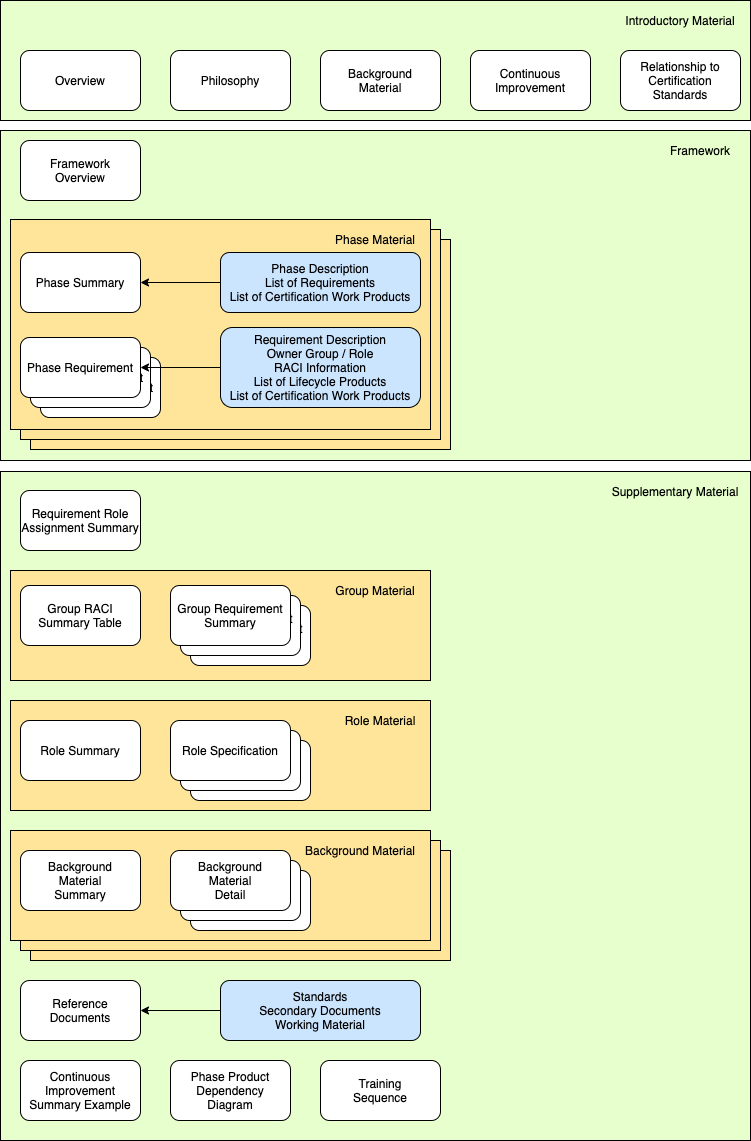 Introductory Material
Overview
Philosophy
Background
Material
Continuous
Improvement
Relationship to
Certification
Standards
Framework
Framework
Overview
Phase Material
Phase Summary
Phase Description
List of Requirements
List of Certification Work Products
Phase Requirement
t
t
Requirement Description
Owner Group / Role
RACI Information
List of Lifecycle Products
List of Certification Work Products
Supplementary Material
Requirement Role
Assignment Summary
Group Material
Group RACI
Summary Table
Group Requirement
Summary
t
t
Role Material
Role Summary
Role Specification
Background Material
Background
Material
Summary
Background
Material
Detail
Reference
Documents
Standards
Secondary Documents
Working Material
Continuous
Improvement
Summary Example
Phase Product
Dependency
Diagram
Training
Sequence